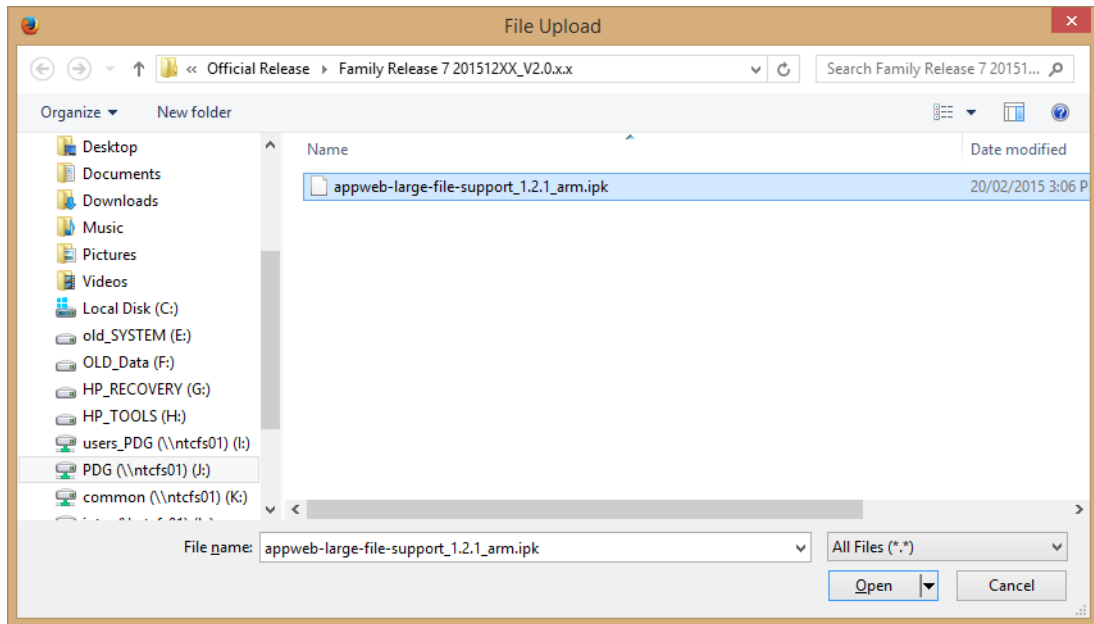 File Upload
« Official Release Family Release 7 201512XX_V2.0.x.x
Search Family Release 7 20151...
Organize
New folder
Name
Date modified
appweb-large-file-support_1.2.1_arm.ipk
20/02/2015 3:06 P
Desktop
Documents
Downloads
Music
Pictures
Videos
Local Disk (C:)
old_SYSTEM (E:)
OLD_Data (F:)
HP_RECOVERY (G:)
HP_TOOLS (H:)
users_PDG (\\ntcfs01) (I:)
PDG (\\ntcfs01) (J:)
common (\\ntcfs01) (K:)
File name: appweb-large-file-support_1.2.1_arm.ipk
All Files (*.*)
Open
Cancel